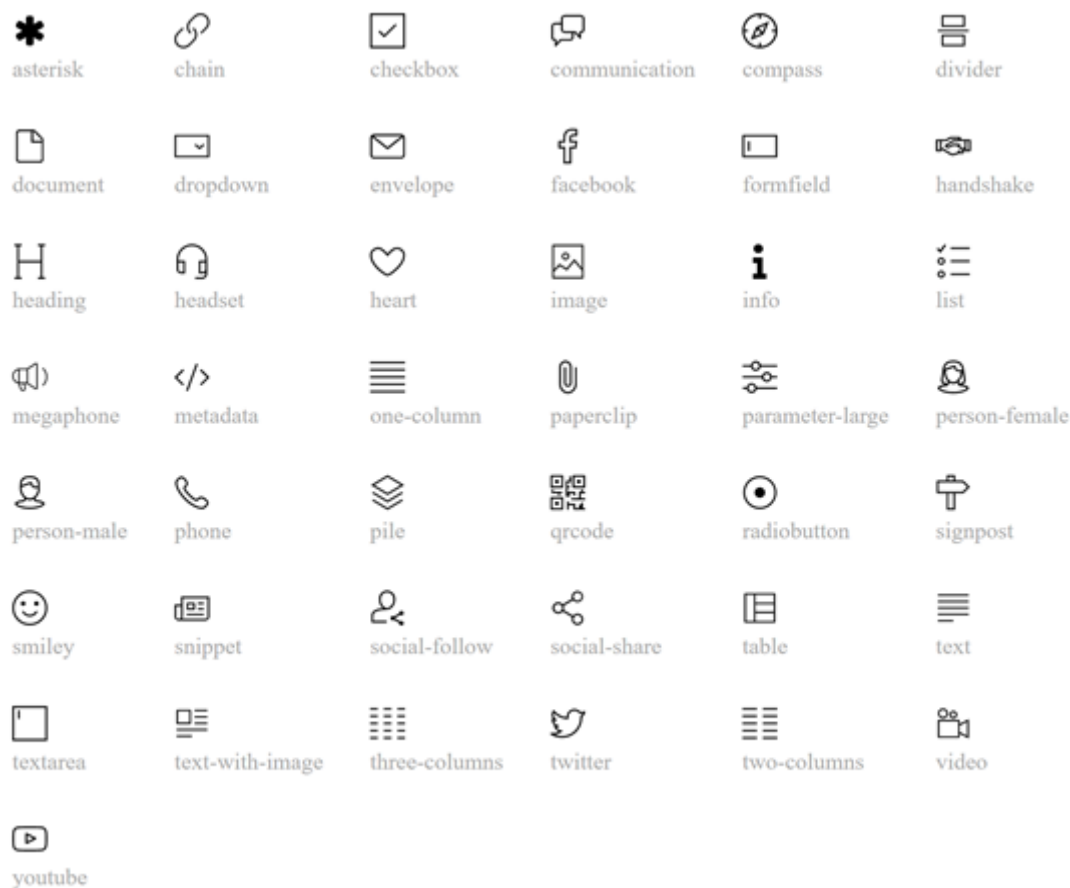 asterisk chain checkbox communication compass divider
document dropdown envelope facebook formfield handshake
heading headset heart image info list
megaphone metadata one-column paperclip parameter-large person-female
person-male phone pile qrcode radiobutton signpost
smiley snippet social-follow social-share table text
textarea text-with-image three-columns twitter two-columns video
youtube